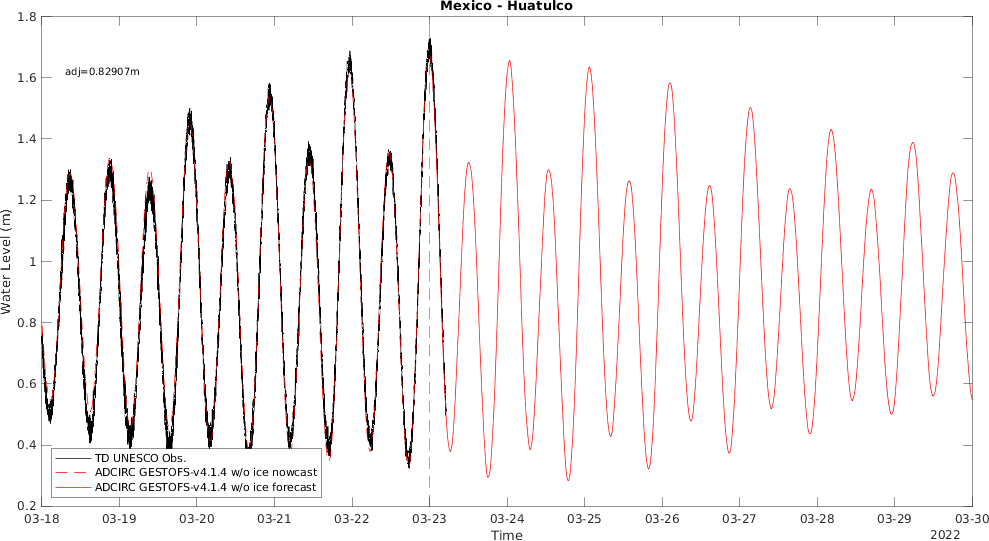 Mexico - Huatulco
1.8
1.6
1.4
1.2
1
0.8
0.6
0.4
0.2
Water Level (m)
adj=0.82907m
TD UNESCO Obs.
ADCIRC GESTOFS-v4.1.4 w/o ice nowcast
ADCIRC GESTOFS-v4.1.4 w/o ice forecast
03-18 03-19 03-20 03-21 03-22 03-23 03-24 03-25 03-26 03-27 03-28 03-29 03-30
Time
2022